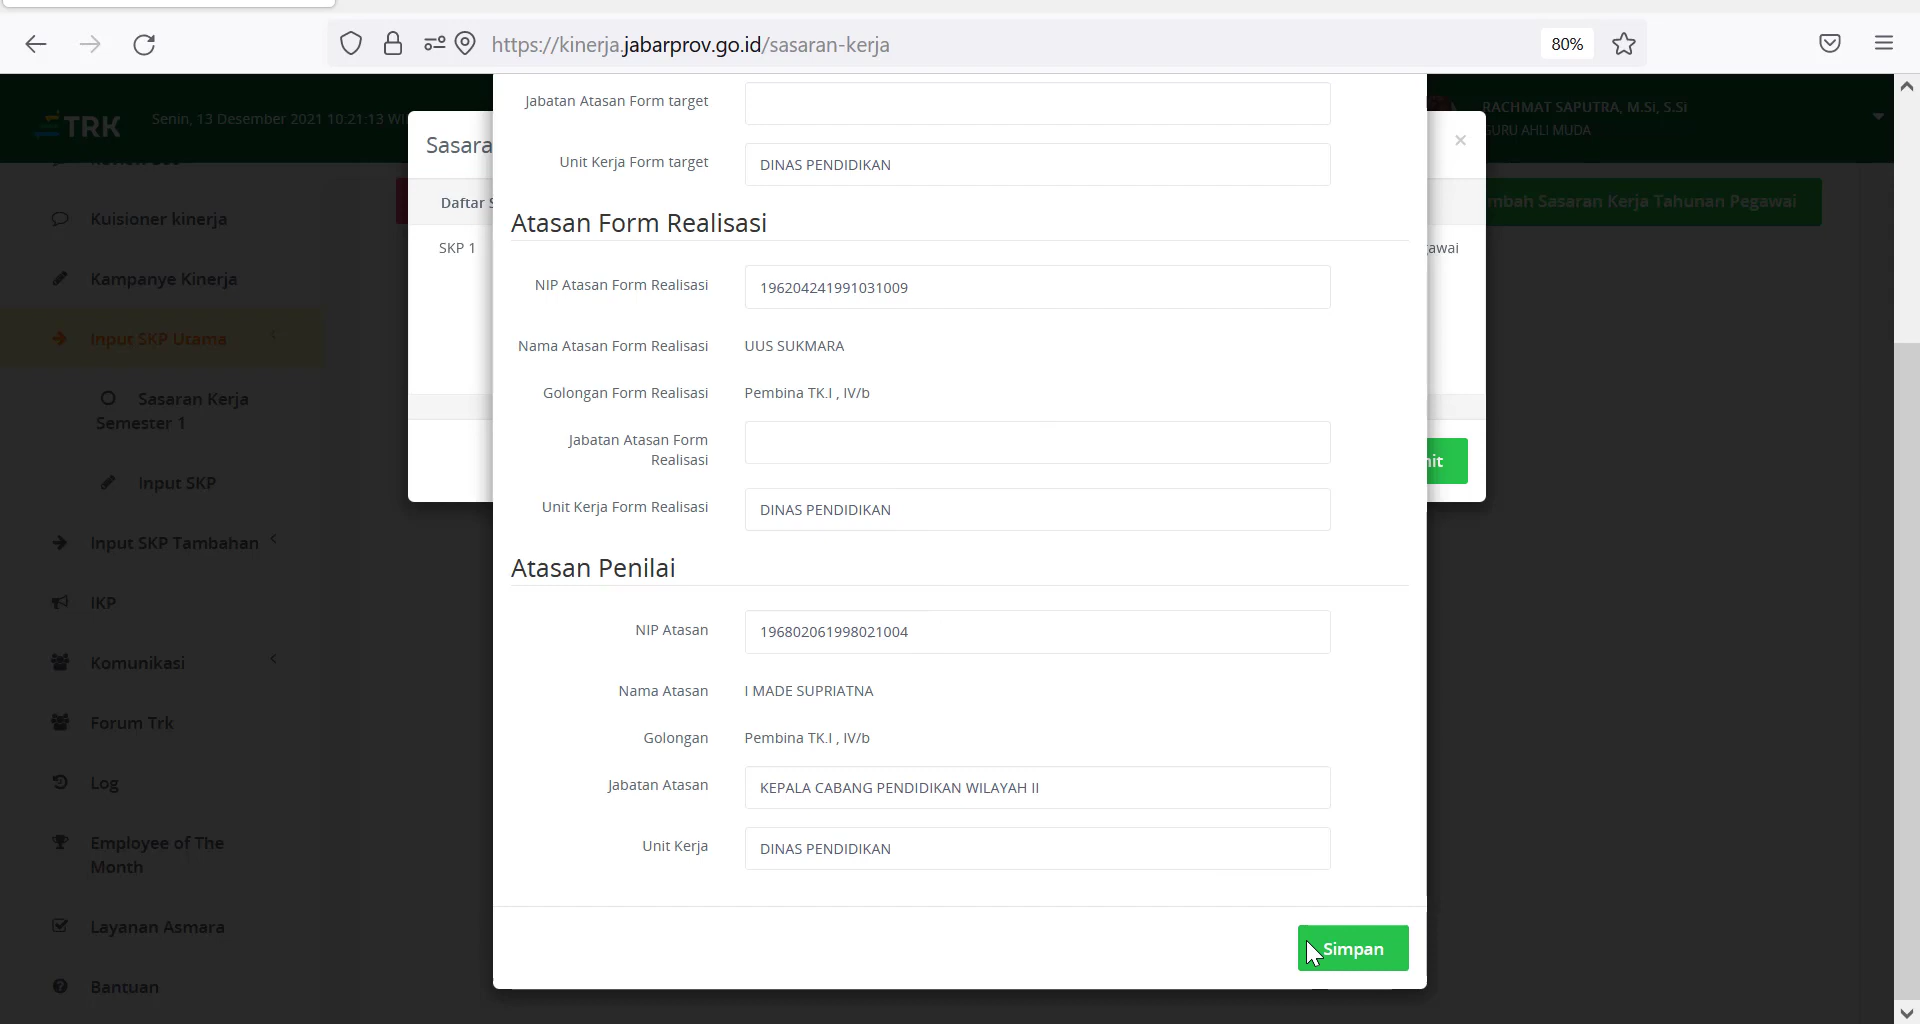 https://kinerja.jabarprov.go.id/sasaran-kerja
80%
TRK
Senin, 13 Desember 2021 10:21:13 WI
RACHMAT SAPUTRA, M.Si, S.Si
GURU AHLI MUDA
Kuisioner kinerja
Kampanye Kinerja
Input SKP Utama
Sasaran Kerja
Semester 1
Input SKP
Input SKP Tambahan
IKP
Komunikasi
Forum Trk
Log
Employee of The
Month
Layanan Asmara
Bantuan
Sasara
Daftar S
SKP 1
×
mbah Sasaran Kerja Tahunan Pegawai
awai
it
Jabatan Atasan Form target
Unit Kerja Form target DINAS PENDIDIKAN
Atasan Form Realisasi
NIP Atasan Form Realisasi 196204241991031009
Nama Atasan Form Realisasi UUS SUKMARA
Golongan Form Realisasi Pembina TK.I , IV/b
Jabatan Atasan Form
Realisasi
Unit Kerja Form Realisasi DINAS PENDIDIKAN
Atasan Penilai
NIP Atasan 196802061998021004
Nama Atasan I MADE SUPRIATNA
Golongan Pembina TK.I , IV/b
Jabatan Atasan KEPALA CABANG PENDIDIKAN WILAYAH II
Unit Kerja DINAS PENDIDIKAN
Simpan